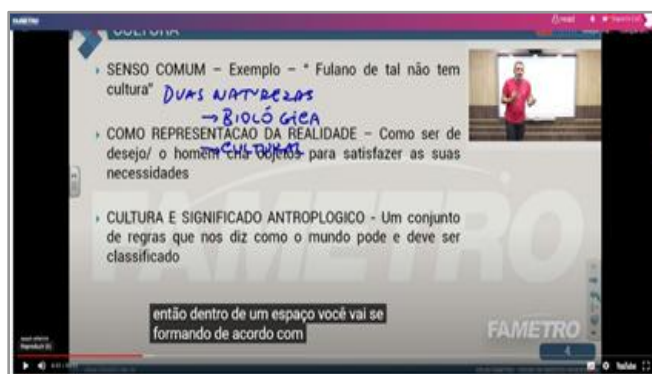 FAMETRO
CULTURA
SENSO COMUM – Exemplo – “ Fulano de tal não tem
cultura”
DUAS NATUREZAS
→ BIOLÓGICA
COMO REPRESENTACAO DA REALIDADE – Como ser de
→ CULTURAL
desejo/ o homem cria objetos para satisfazer as suas
necessidades
CULTURA E SIGNIFICADO ANTROPLOGICO - Um conjunto
de regras que nos diz como o mundo pode e deve ser
classificado
FAMETRO
então dentro de um espaço você vai se
formando de acordo com
FAMETRO
4
YouTube